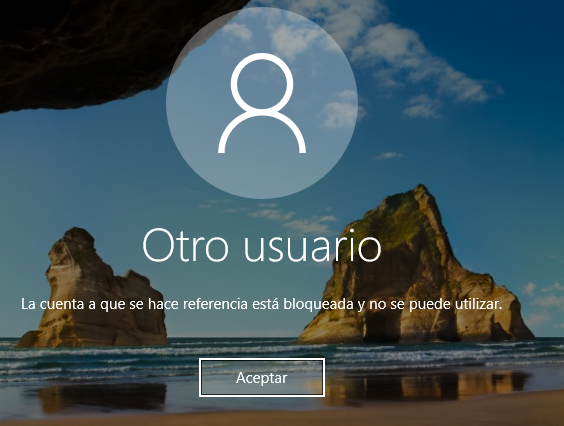 Otro usuario
La cuenta a que se hace referencia está bloqueada y no se puede utilizar.
Aceptar